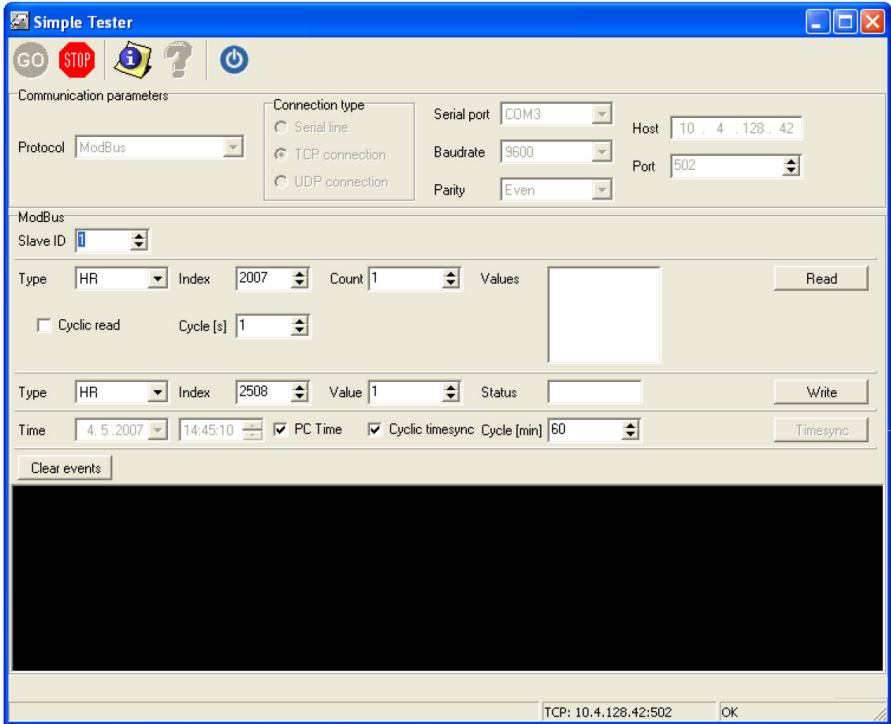 Simple Tester
GO STOP
Communication parameters
Protocol ModBus
Connection type
Serial line
TCP connection
UDP connection
Serial port COM3
Baudrate 9600
Parity Even
Host 10 . 4 .128 . 42
Port 502
ModBus
Slave ID 1
Type HR Index 2007 Count 1 Values Read
Cyclic read Cycle [s] 1
Type HR Index 2508 Value 1 Status Write
Time 4. 5.2007 14:45:10 PC Time Cyclic timesync Cycle [min] 60 Timesync
Clear events
TCP: 10.4.128.42:502 OK